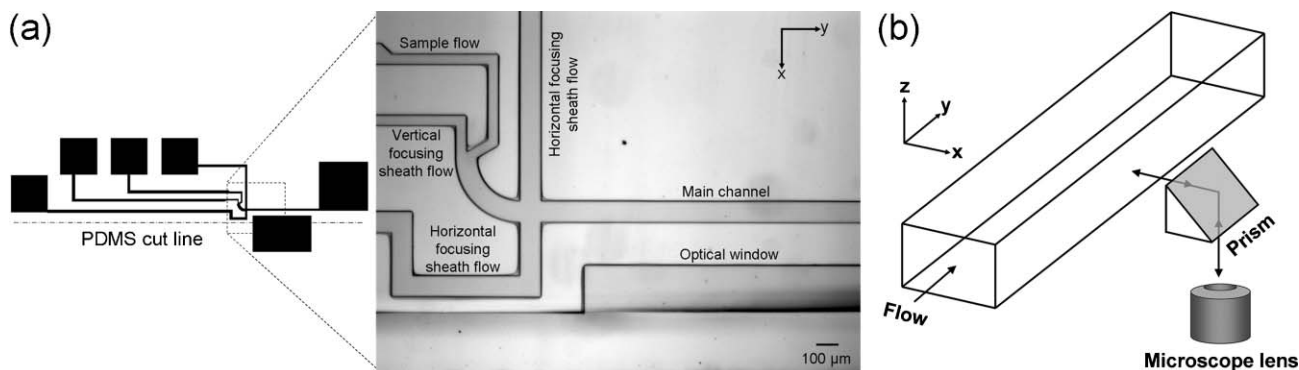 (a)
PDMS cut line
Sample flow
Horizontal focusing
sheath flow
y
x
Vertical
focusing
sheath flow
Main channel
Horizontal
focusing
sheath flow
Optical window
100 µm
(b)
z
y
x
Flow
Prism
Microscope lens